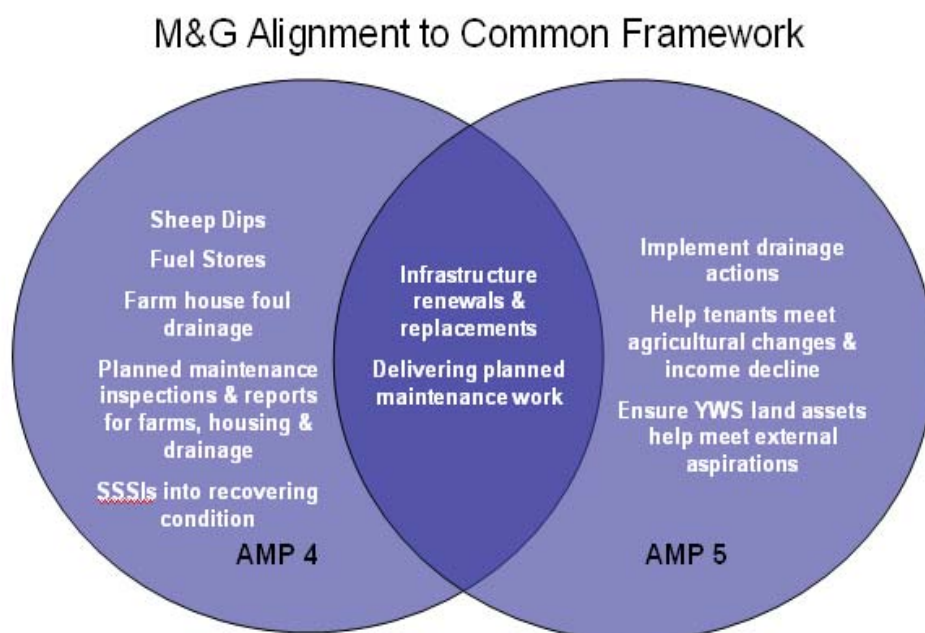 M&G Alignment to Common Framework
Sheep Dips
Fuel Stores
Farm house foul
drainage
Planned maintenance
inspections & reports
for farms, housing &
drainage
SSSIs into recovering
condition
AMP 4
Infrastructure
renewals &
replacements
Delivering planned
maintenance work
Implement drainage
actions
Help tenants meet
agricultural changes &
income decline
Ensure YWS land assets
help meet external
aspirations
AMP 5